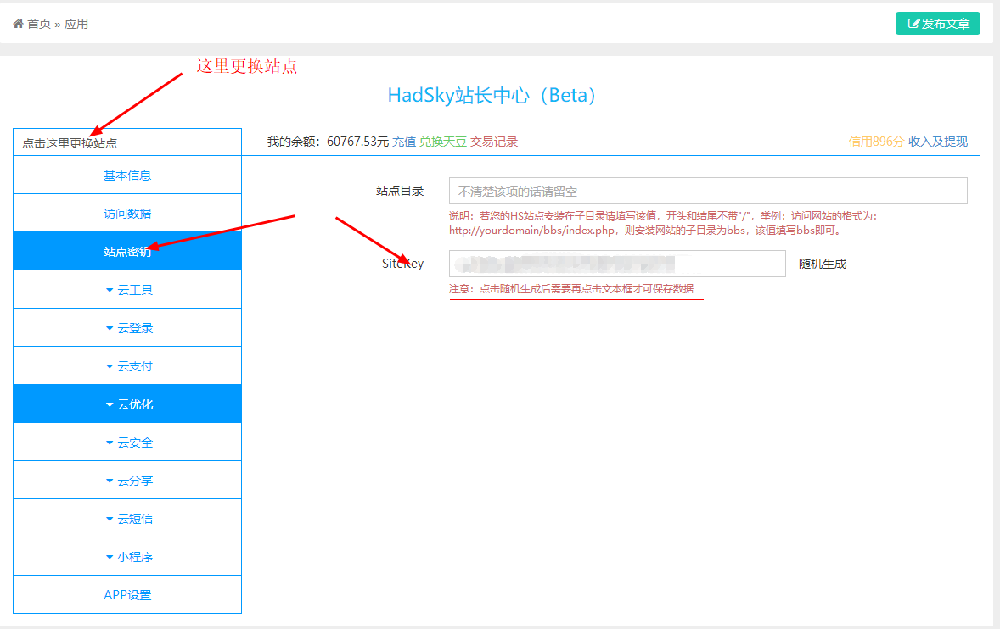 首页 » 应用
发布文章
这里更换站点
HadSky站长中心（Beta）
点击这里更换站点
我的余额：60767.53元 充值 兑换天豆 交易记录
信用896分 收入及提现
基本信息
访问数据
站点密钥
云工具
云登录
云支付
云优化
云安全
云分享
云短信
小程序
APP设置
站点目录
不清楚该项的话请留空
说明：若您的HS站点安装在子目录请填写该值，开头和结尾不带"/"，举例：访问网站的格式为：
http://yourdomain/bbs/index.php，则安装网站的子目录为bbs，该值填写bbs即可。
SiteKey
随机生成
注意：点击随机生成后需要再点击文本框才可保存数据